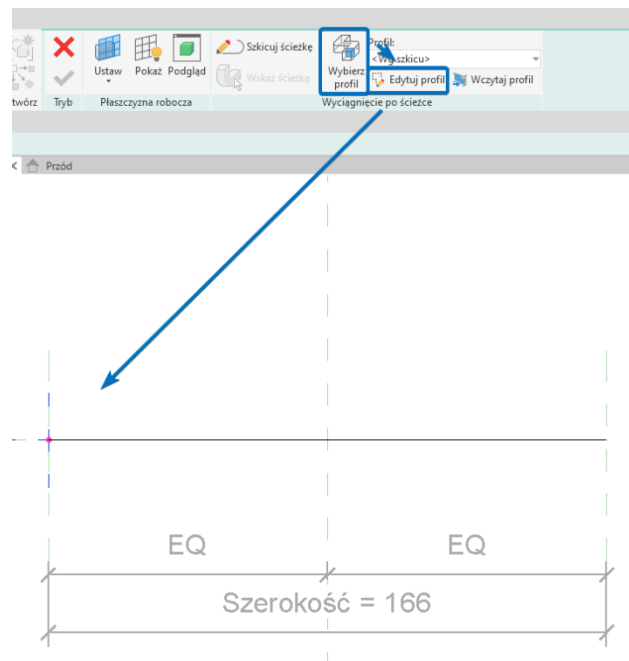 Profil:
Szkicuj ścieżkę
<Wg szkicu>
Ustaw Pokaż Podgląd
Wskaż ścieżkę
Wybierz profil
Edytuj profil
Wczytaj profil
twórz
Tryb
Płaszczyzna robocza
Wyciągnięcie po ścieżce
Przód
EQ EQ
Szerokość = 166